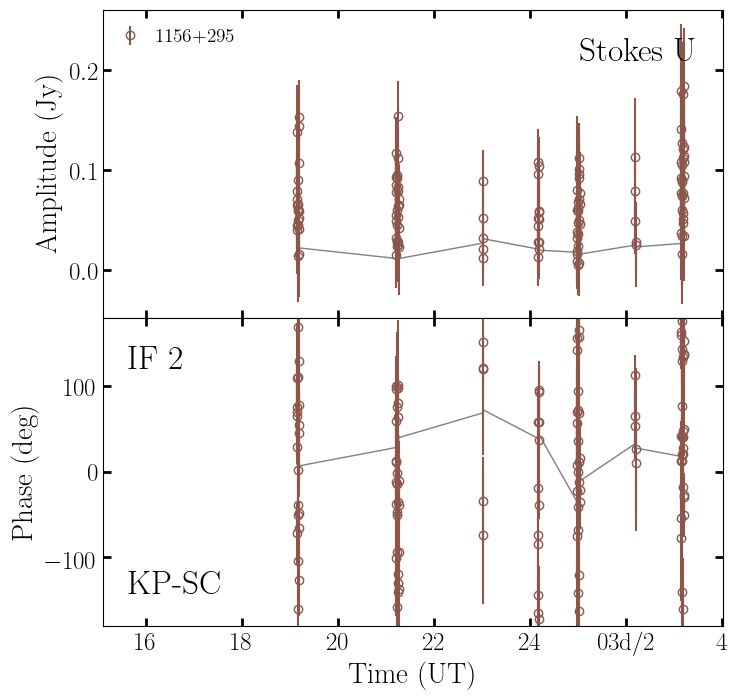 1156+295
Stokes U
0.2
0.1
0.0
Amplitude (Jy)
IF 2
100
0
−100
Phase (deg)
KP-SC
16 18 20 22 24 03d/2 4
Time (UT)